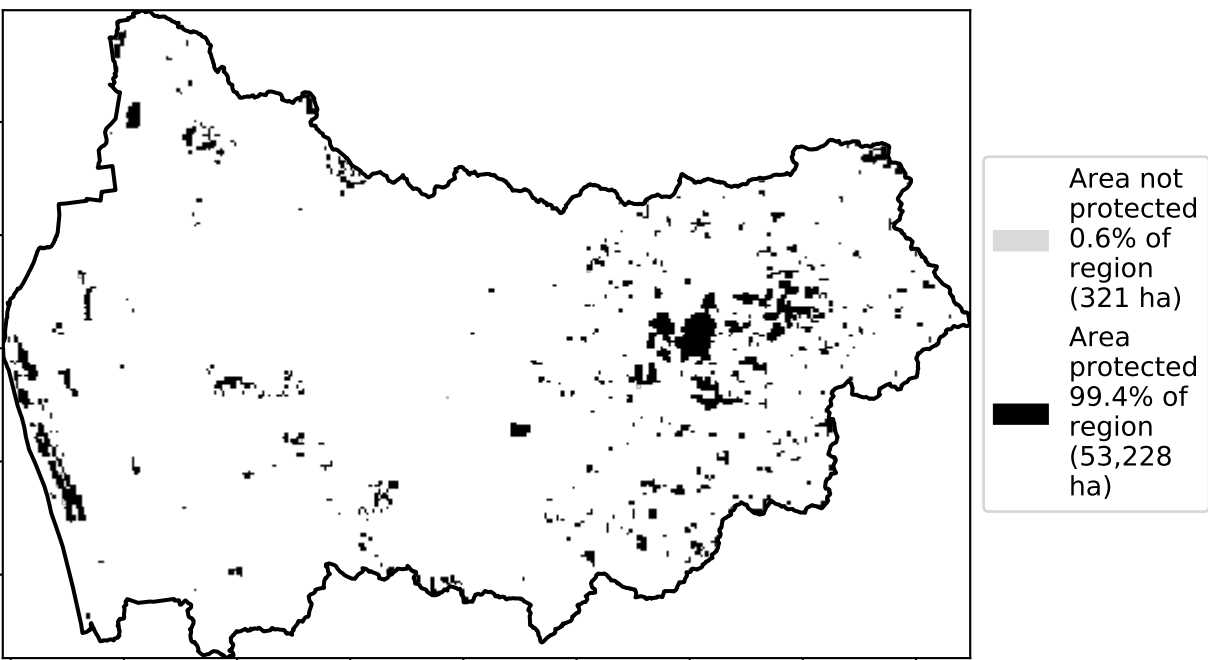 Area not
protected
0.6% of
region
(321 ha)
Area
protected
99.4% of
region
(53,228
ha)